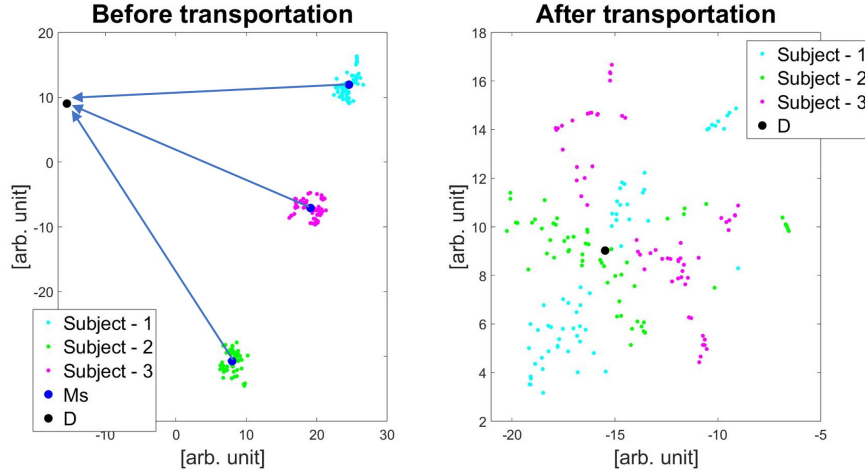 Before transportation
20
10
0
-10
-20
[arb. unit]
Subject - 1
Subject - 2
Subject - 3
Ms
D
-10
0
10
20
30
[arb. unit]
After transportation
18
16
14
12
10
8
6
4
2
[arb. unit]
Subject - 1
Subject - 2
Subject - 3
D
-20
-15
-10
-5
[arb. unit]